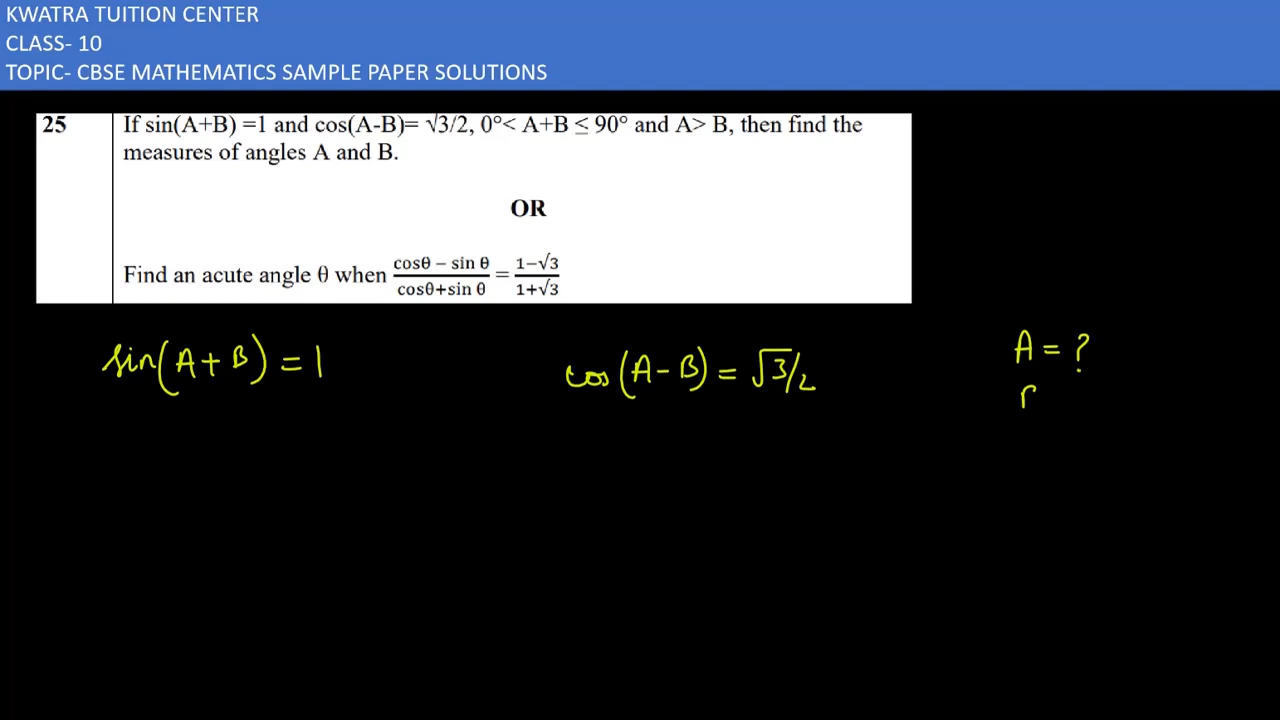 KWATRA TUITION CENTER
CLASS- 10
TOPIC- CBSE MATHEMATICS SAMPLE PAPER SOLUTIONS
25 If sin(A+B) =1 and cos(A-B)= √3/2, 0°< A+B ≤ 90° and A> B, then find the
measures of angles A and B.
OR
Find an acute angle θ when (cosθ − sin θ)/(cosθ+sin θ) = (1−√3)/(1+√3)
sin(A+B) = 1 cos(A-B) = √3/2 A = ?